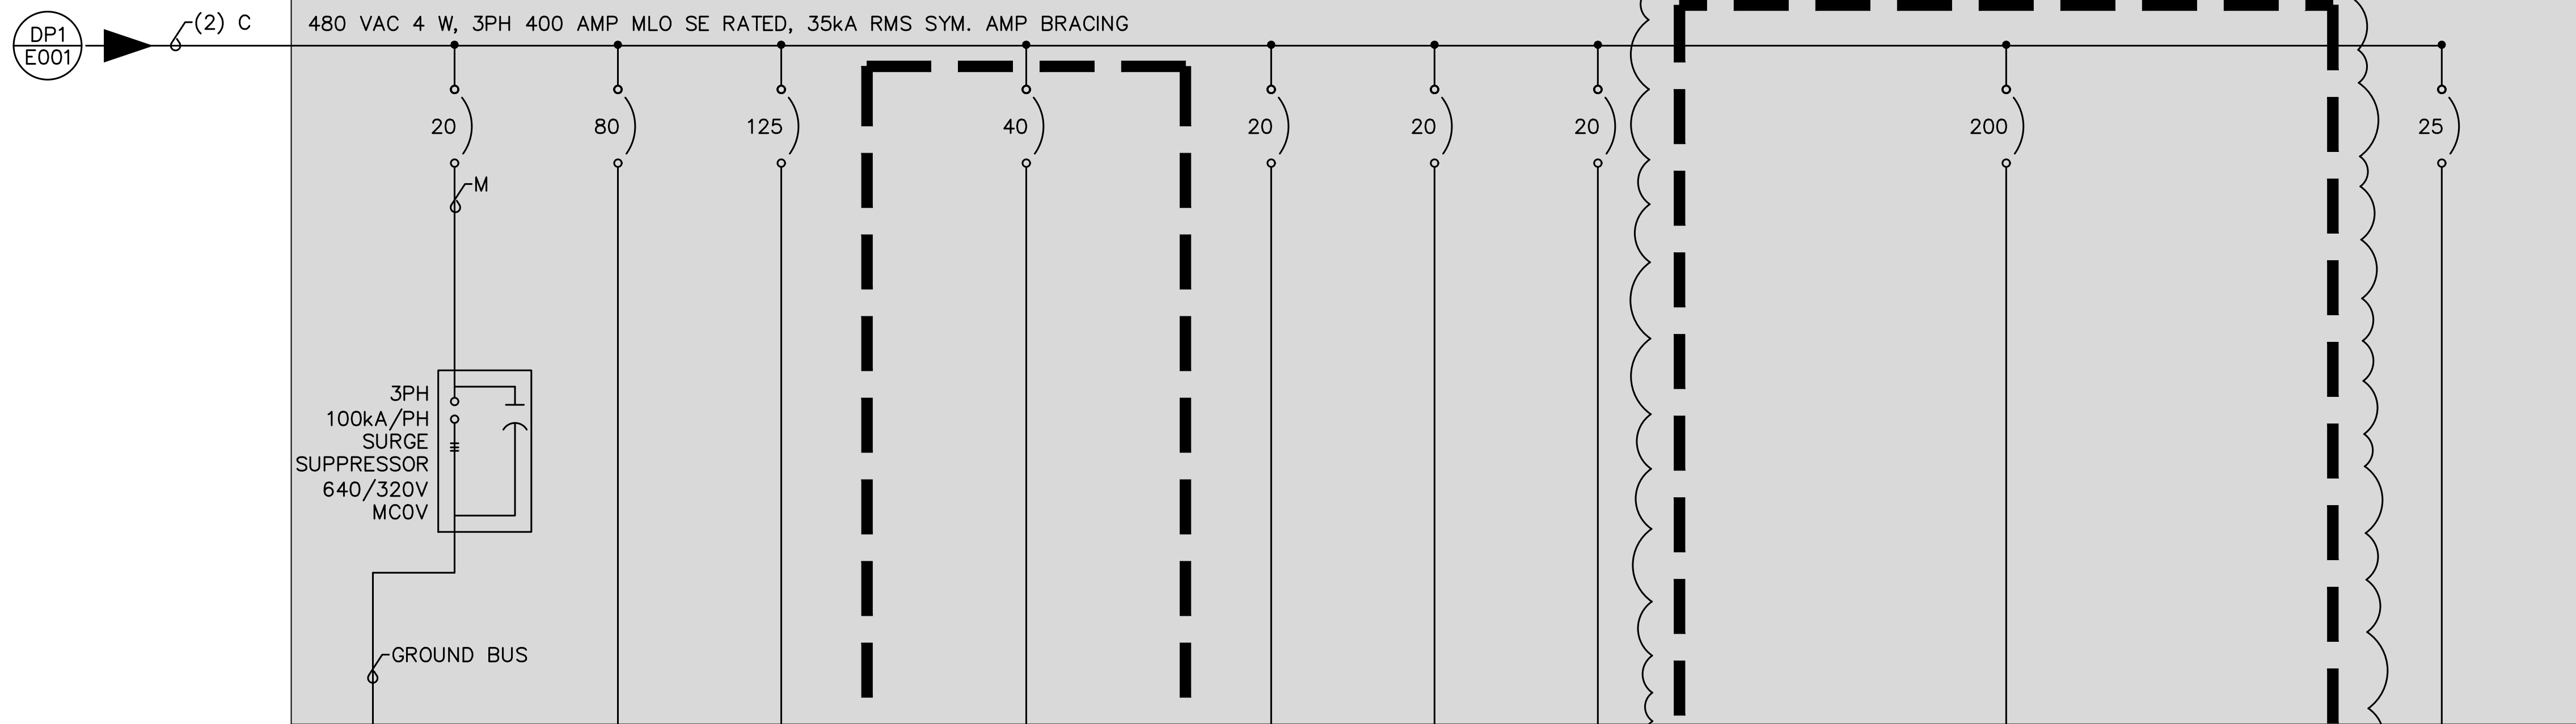 DP1
E001
(2) C
480 VAC 4 W, 3PH 400 AMP MLO SE RATED, 35kA RMS SYM. AMP BRACING
20
80
125
40
20
20
20
200
25
M
3PH
100kA/PH
SURGE
SUPPRESSOR
640/320V
MCOV
GROUND BUS